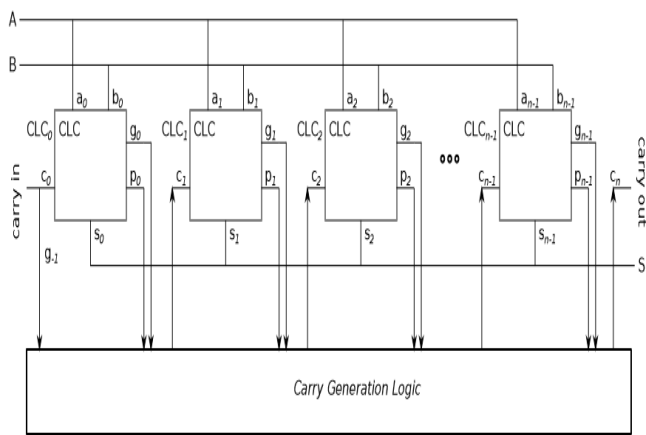 A
B
a0 b0 a1 b1 a2 b2 an-1 bn-1
CLC0 CLC g0 CLC1 CLC g1 CLC2 CLC g2 CLCn-1 CLC gn-1
carry in c0 p0 c1 p1 c2 p2 ooo cn-1 pn-1 cn carry out
s0 s1 s2 sn-1
g-1
S
Carry Generation Logic